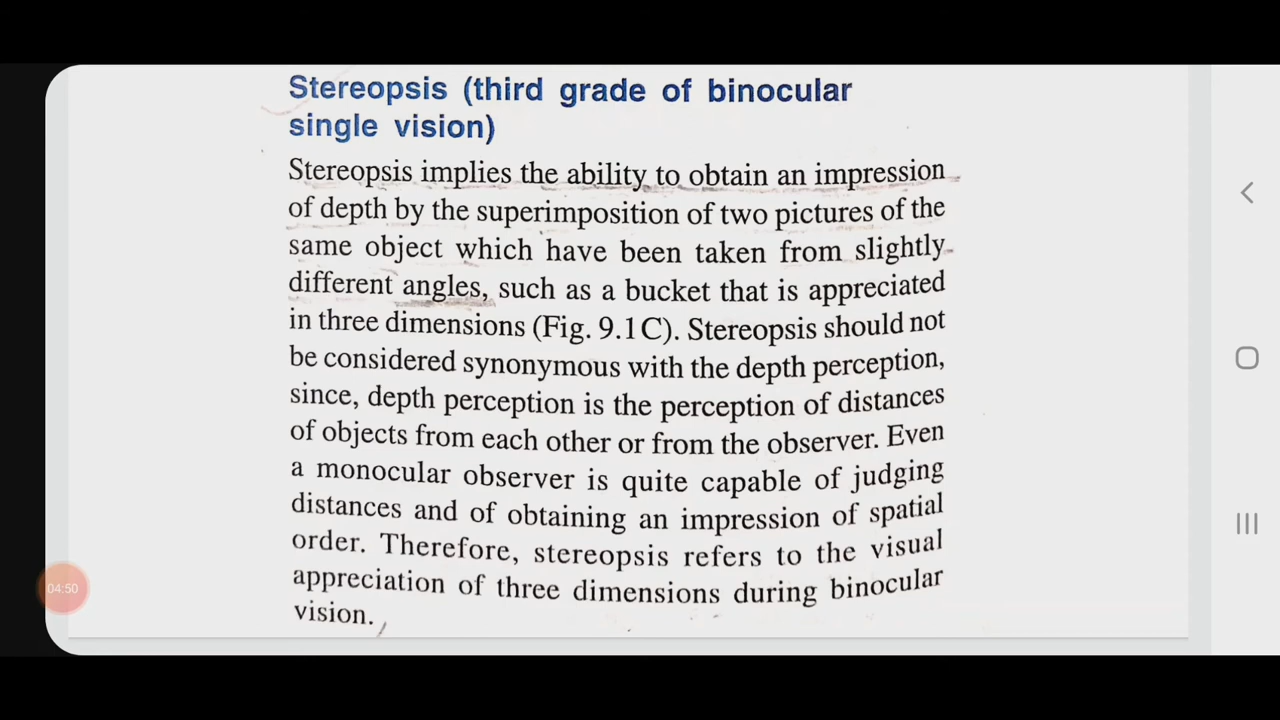 Stereopsis (third grade of binocular
single vision)
Stereopsis implies the ability to obtain an impression
of depth by the superimposition of two pictures of the
same object which have been taken from slightly
different angles, such as a bucket that is appreciated
in three dimensions (Fig. 9.1C). Stereopsis should not
be considered synonymous with the depth perception,
since, depth perception is the perception of distances
of objects from each other or from the observer. Even
a monocular observer is quite capable of judging
distances and of obtaining an impression of spatial
order. Therefore, stereopsis refers to the visual
appreciation of three dimensions during binocular
vision.
04:50